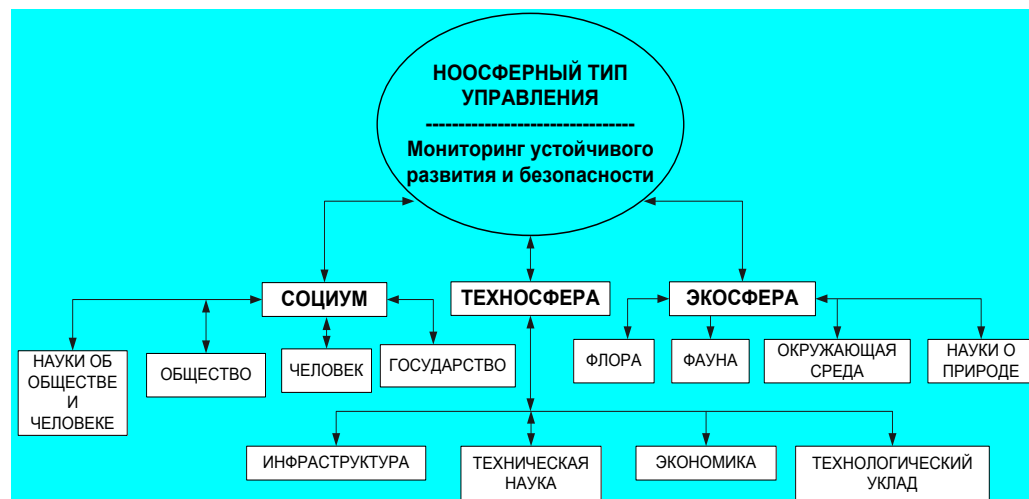 НООСФЕРНЫЙ ТИП
УПРАВЛЕНИЯ
--------------------------------
Мониторинг устойчивого
развития и безопасности
СОЦИУМ
ТЕХНОСФЕРА
ЭКОСФЕРА
НАУКИ ОБ
ОБЩЕСТВЕ
И
ЧЕЛОВЕКЕ
ОБЩЕСТВО
ЧЕЛОВЕК
ГОСУДАРСТВО
ФЛОРА
ФАУНА
ОКРУЖАЮЩАЯ
СРЕДА
НАУКИ О
ПРИРОДЕ
ИНФРАСТРУКТУРА
ТЕХНИЧЕСКАЯ
НАУКА
ЭКОНОМИКА
ТЕХНОЛОГИЧЕСКИЙ
УКЛАД